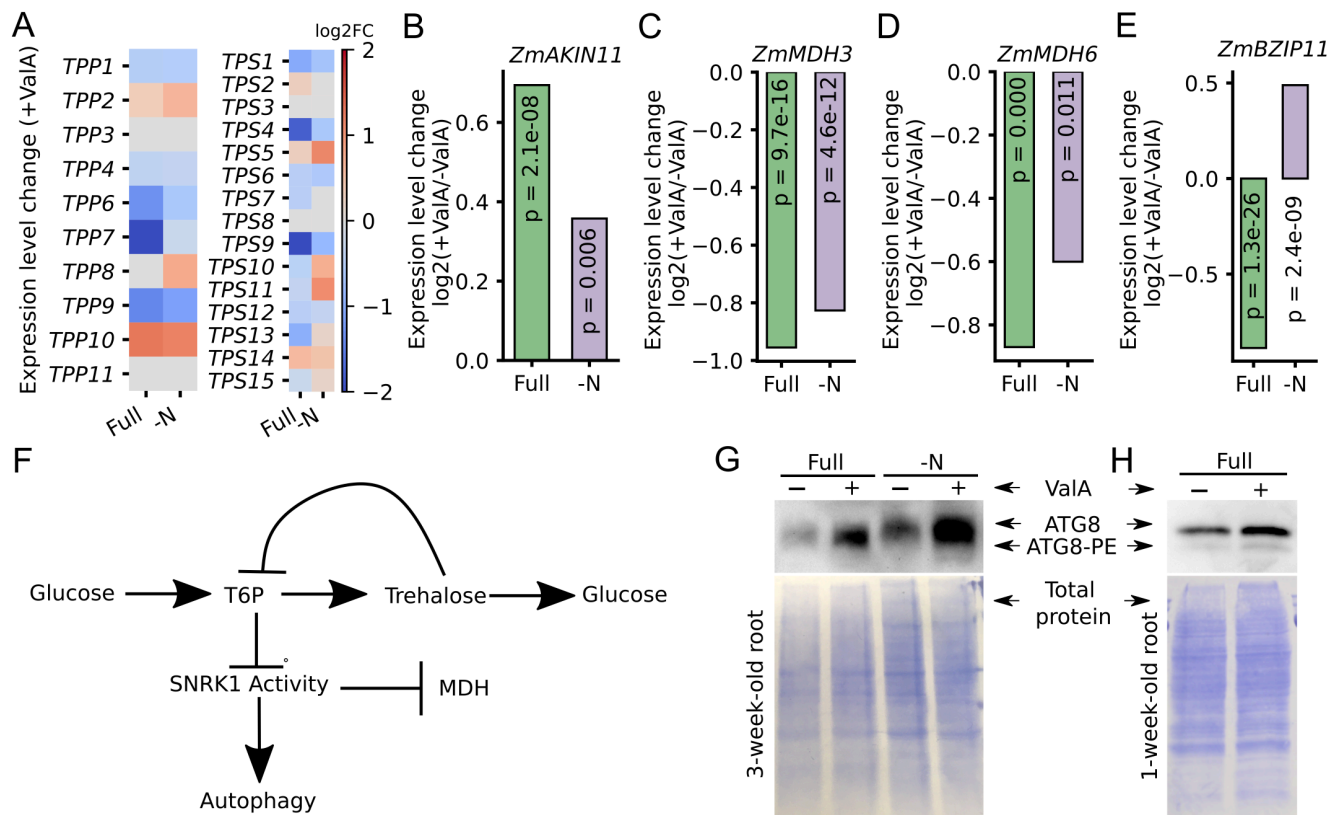 A
Expression level change (+ValA)
TPP1
TPP2
TPP3
TPP4
TPP6
TPP7
TPP8
TPP9
TPP10
TPP11
Full
-N
TPS1
TPS2
TPS3
TPS4
TPS5
TPS6
TPS7
TPS8
TPS9
TPS10
TPS11
TPS12
TPS13
TPS14
TPS15
Full
-N
log2FC
2
1
0
−1
−2
B
ZmAKIN11
Expression level change
log2(+ValA/-ValA)
0.6
0.4
0.2
0.0
p = 2.1e-08
p = 0.006
Full
-N
C
ZmMDH3
Expression level change
log2(+ValA/-ValA)
0.0
−0.2
−0.4
−0.6
−0.8
−1.0
p = 9.7e-16
p = 4.6e-12
Full
-N
D
ZmMDH6
Expression level change
log2(+ValA/-ValA)
0.0
−0.2
−0.4
−0.6
−0.8
p = 0.000
p = 0.011
Full
-N
E
ZmBZIP11
Expression level change
log2(+ValA/-ValA)
0.5
0.0
−0.5
p = 1.3e-26
p = 2.4e-09
Full
-N
F
Glucose
T6P
Trehalose
Glucose
SNRK1 Activity
MDH
Autophagy
G
Full
-N
− + − +
ValA
ATG8
ATG8-PE
Total
protein
3-week-old root
H
Full
− +
1-week-old root